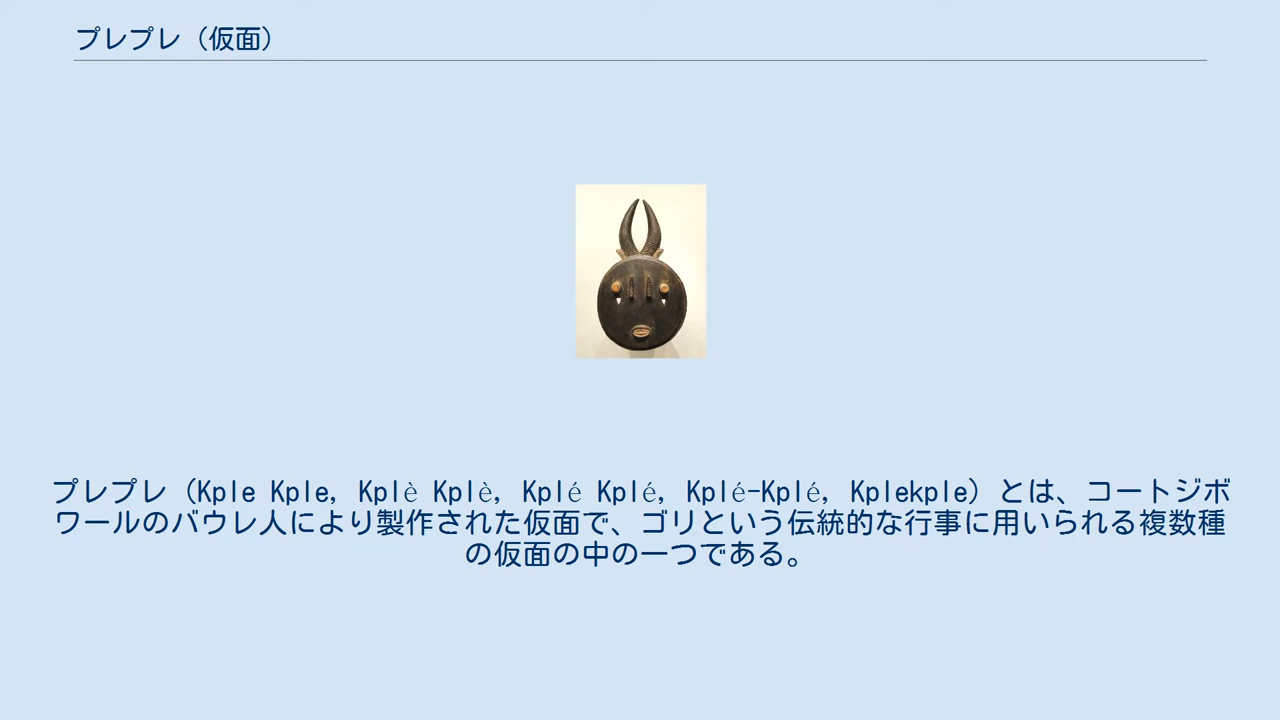 プレプレ（仮面）
プレプレ（Kple Kple, Kplè Kplè, Kplé Kplé, Kplé-Kplé, Kplekple）とは、コートジボ
ワールのバウレ人により製作された仮面で、ゴリという伝統的な行事に用いられる複数種
の仮面の中の一つである。